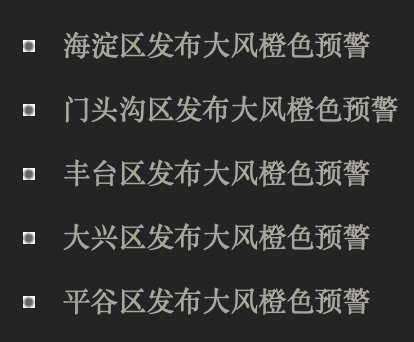 海淀区发布大风橙色预警
门头沟区发布大风橙色预警
丰台区发布大风橙色预警
大兴区发布大风橙色预警
平谷区发布大风橙色预警